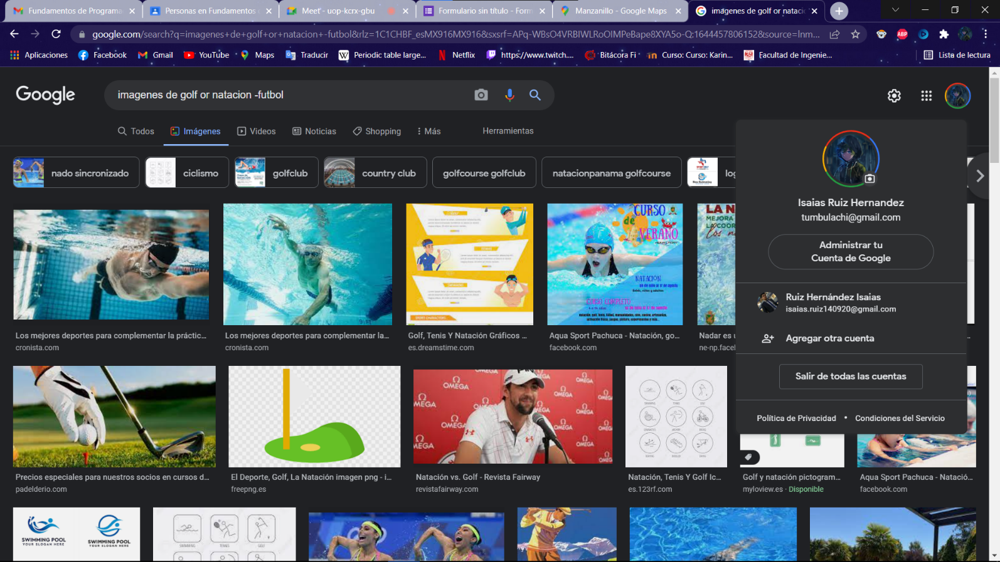 Fundamentos de Programa
Personas en Fundamentos
Meet - uop-kcrx-gbu
Formulario sin título - Form
Manzanillo - Google Maps
imágenes de golf or natacio
google.com/search?q=imagenes+de+golf+or+natacion+-futbol&rlz=1C1CHBF_esMX916MX916&sxsrf=APq-WBsO4VRBIWLRoOIMPeBape8XYA5o-Q:1644457806152&source=lnm...
ABP
Aplicaciones
Facebook
Gmail
YouTube
Maps
Traducir
Periodic table large...
Netflix
https://www.twitch....
Bitácora Fi
Curso: Curso: Karin...
Facultad de Ingenie...
Lista de lectura
Google
imagenes de golf or natacion -futbol
Todos
Imágenes
Videos
Noticias
Shopping
Más
Herramientas
nado sincronizado
ciclismo
golfclub
country club
golfcourse golfclub
natacionpanama golfcourse
log
Isaias Ruiz Hernandez
tumbulachi@gmail.com
Administrar tu
Cuenta de Google
Ruiz Hernández Isaias
isaias.ruiz140920@gmail.com
Agregar otra cuenta
Salir de todas las cuentas
Política de Privacidad • Condiciones del Servicio
CURSO
de
VERANO
NATACION
CURSO COMPLETO
LA N
MEJORA
LA COOR
los n
Los mejores deportes para complementar la práctic...
cronista.com
Los mejores deportes para complementar la...
cronista.com
Golf, Tenis Y Natación Gráficos ...
es.dreamstime.com
Aqua Sport Pachuca - Natación, go...
facebook.com
Nadar es u
ne-np.facel
OMEGA
OMEGA
OMEGA
OMEGA
Precios especiales para nuestros socios en cursos d...
padelderio.com
El Deporte, Golf, La Natación imagen png - i...
freepng.es
Natación vs. Golf - Revista Fairway
revistafairway.com
Natación, Tenis Y Golf Ic...
es.123rf.com
Golf y natación pictogram...
myloview.es · Disponible
Aqua Sport Pachuca - Natació...
facebook.com
SWIMMING POOL
YOUR SLOGAN HERE
SWIMMING POOL
YOUR SLOGAN HERE
SWIMMING
TENNIS
GOLF